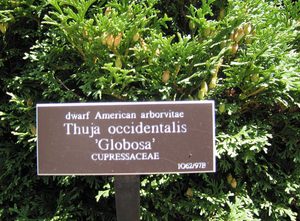 dwarf American arborvitae
Thuja occidentalis
'Globosa'
CUPRESSACEAE
1062/97B